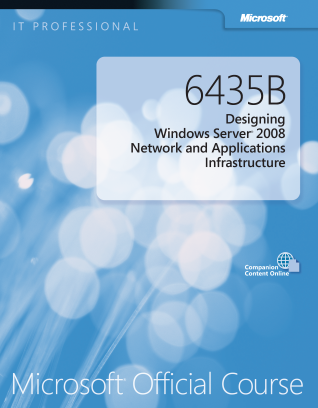 Microsoft®
IT PROFESSIONAL
6435B
Designing
Windows Server® 2008
Network and Applications
Infrastructure
Companion
Content Online
Microsoft Official Course